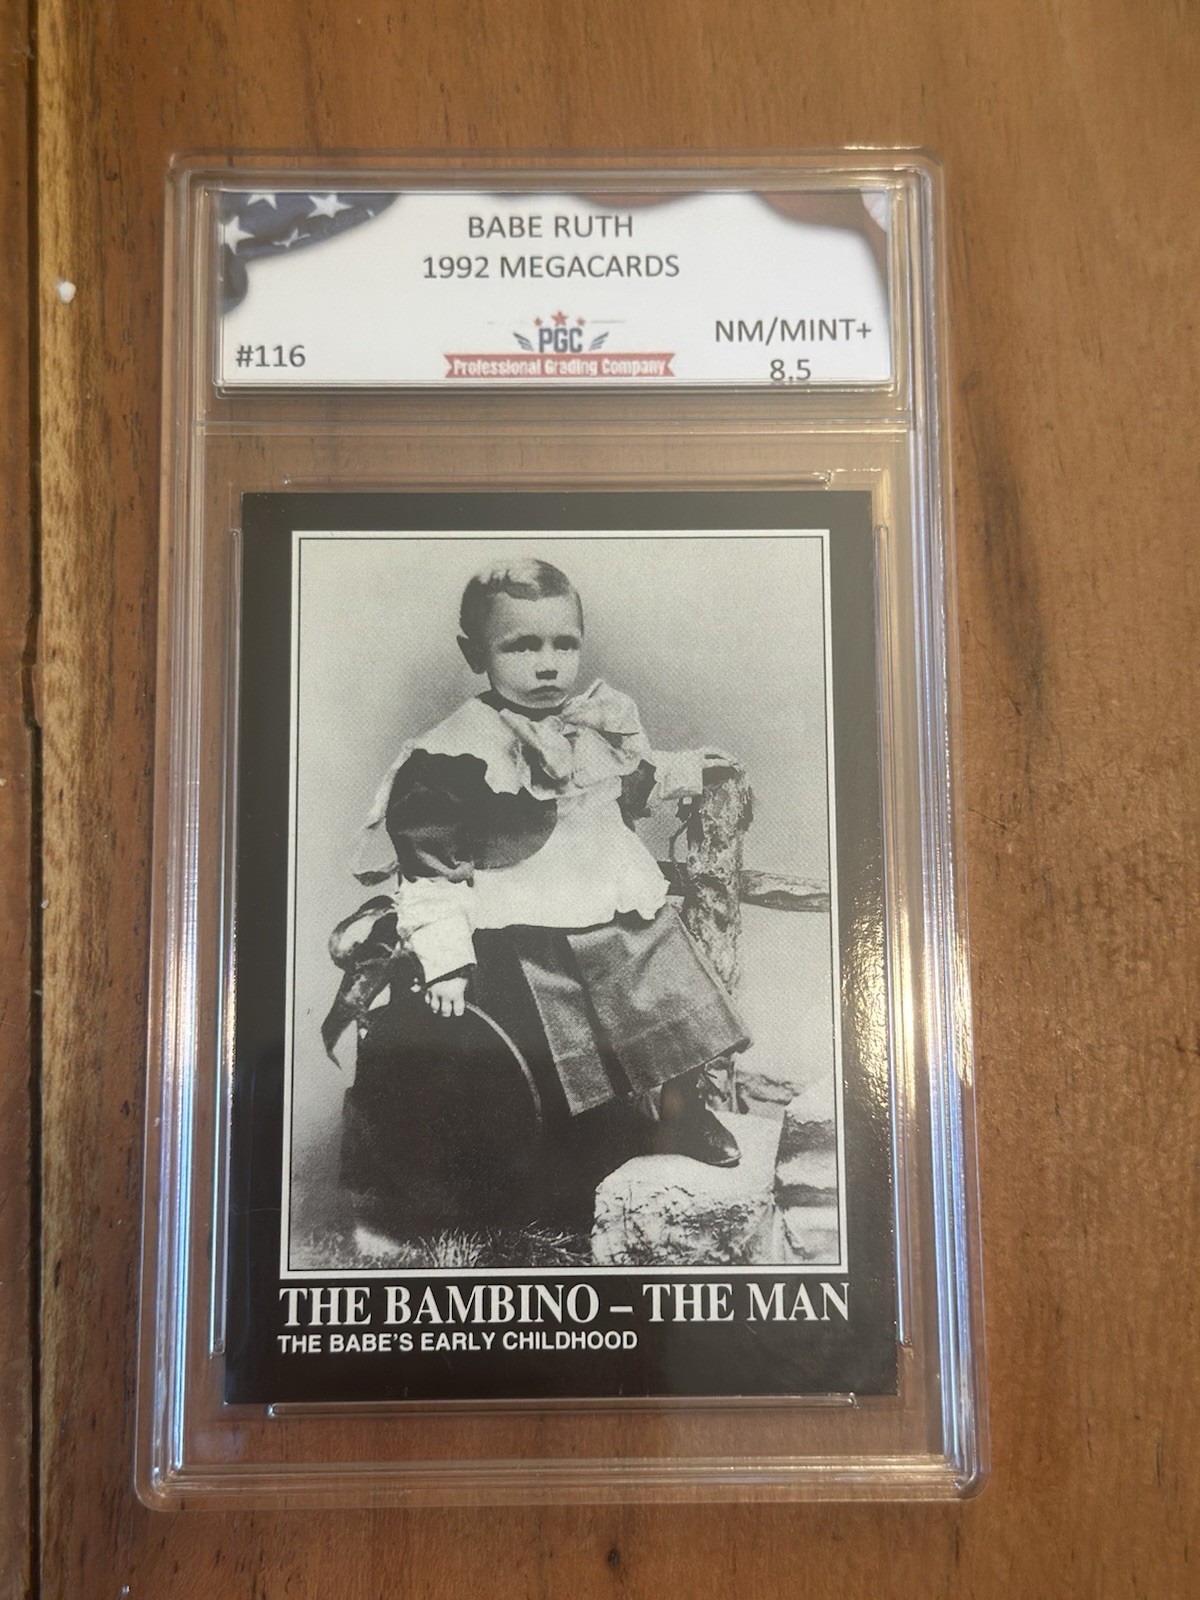 BABE RUTH
1992 MEGACARDS
#116
PGC
Professional Grading Company
NM/MINT+
8.5
THE BAMBINO – THE MAN
THE BABE'S EARLY CHILDHOOD